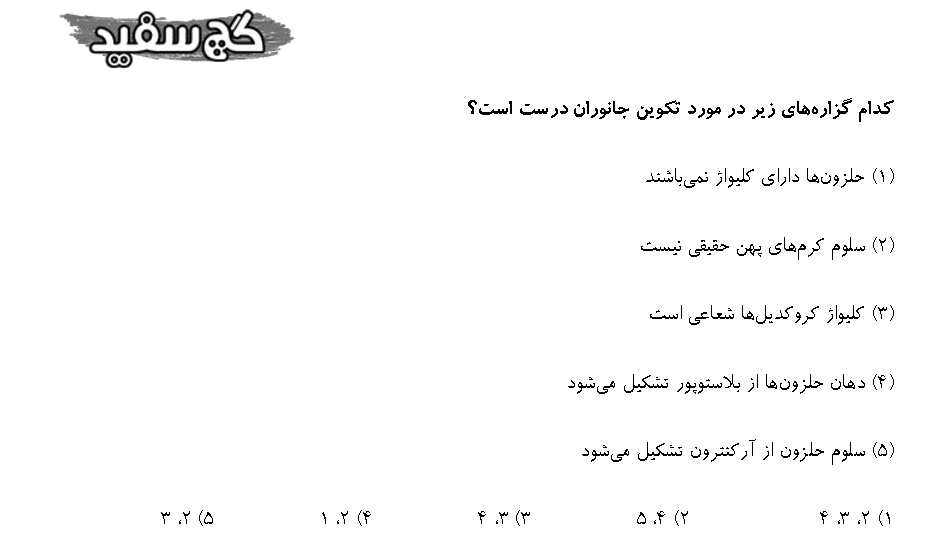 گچ سفید
کدام گزاره‌های زیر در مورد تکوین جانوران درست است؟
(۱) حلزون‌ها دارای کلیواژ نمی‌باشند
(۲) سلوم کرم‌های پهن حقیقی نیست
(۳) کلیواژ کروکدیل‌ها شعاعی است
(۴) دهان حلزون‌ها از بلاستوپور تشکیل می‌شود
(۵) سلوم حلزون از آرکنترون تشکیل می‌شود
۱) ۲، ۳، ۴ ۲) ۴، ۵ ۳) ۳، ۴ ۴) ۲، ۱ ۵) ۲، ۳